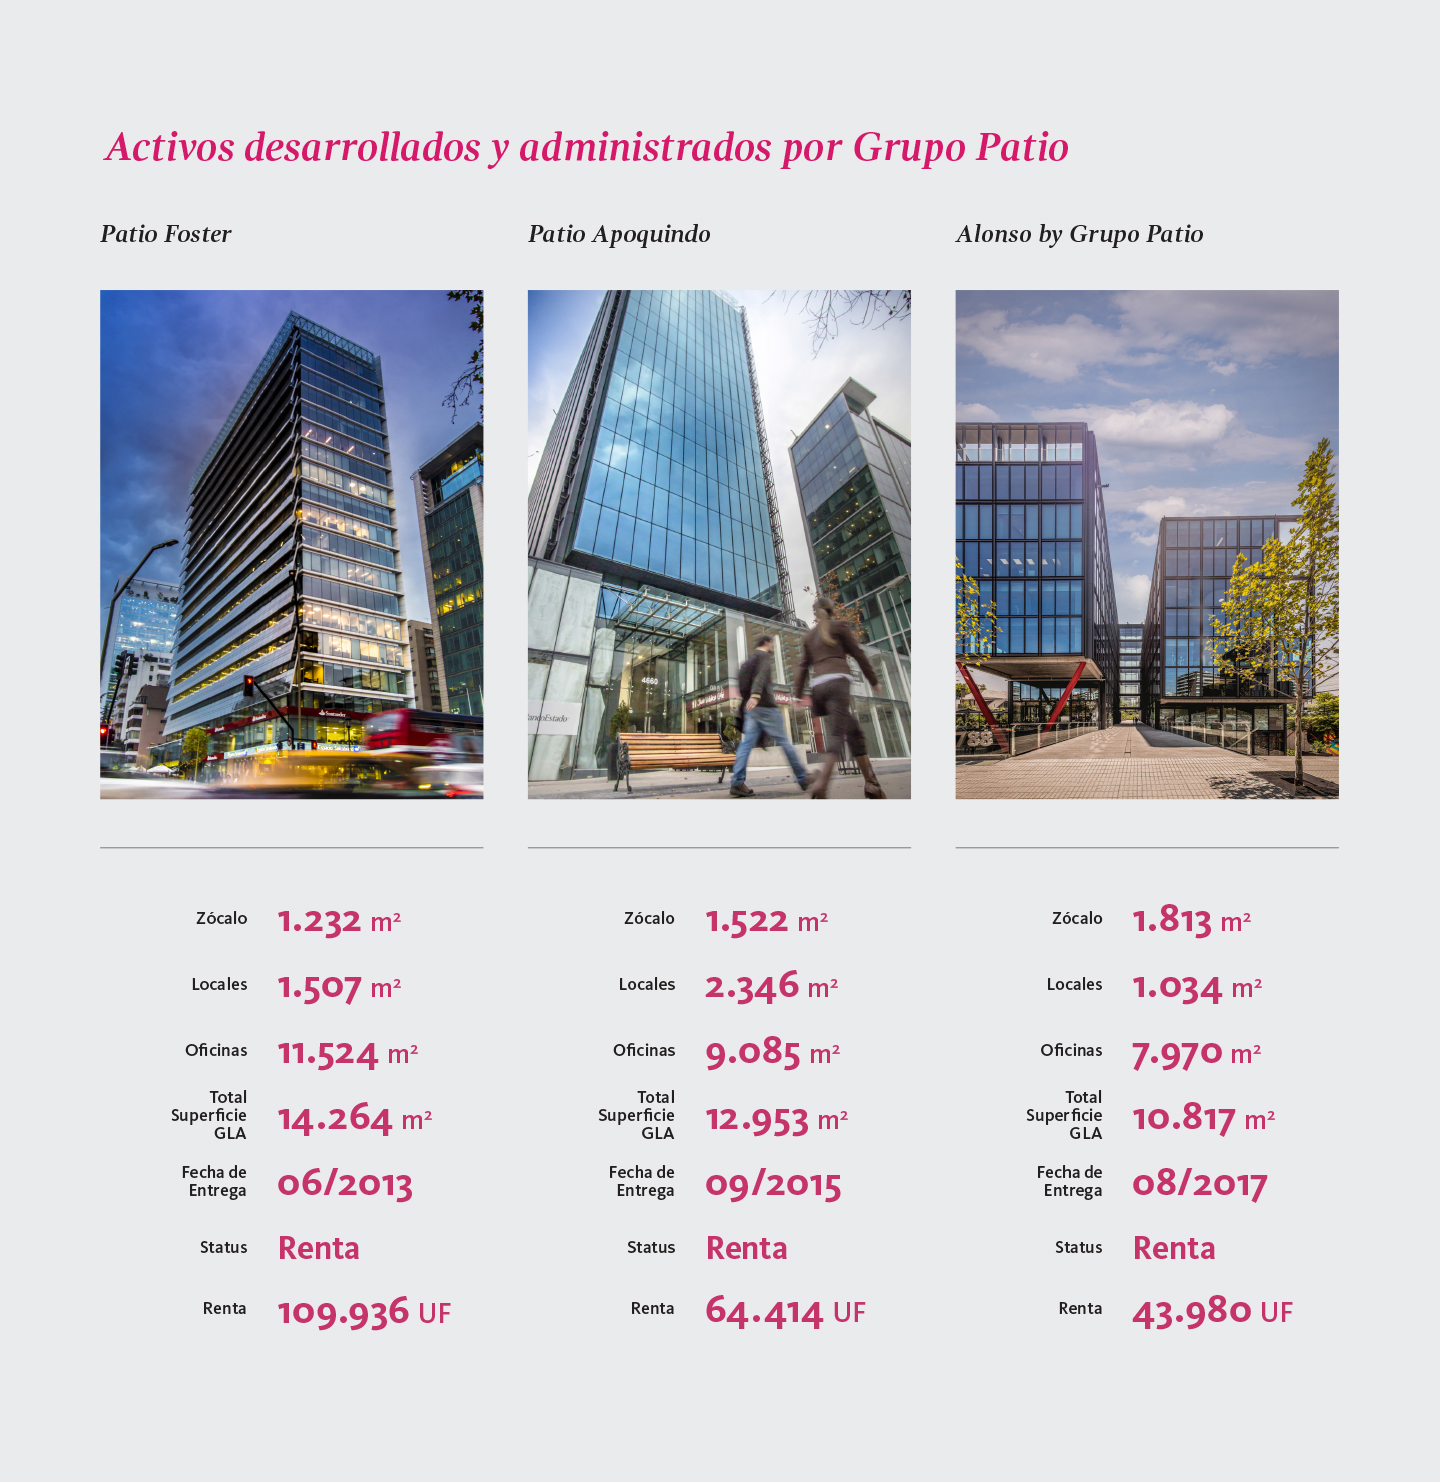 Activos desarrollados y administrados por Grupo Patio
Patio Foster
Patio Apoquindo
Alonso by Grupo Patio
Santander
4660
Zócalo 1.232 m²
Locales 1.507 m²
Oficinas 11.524 m²
Total
Superficie
GLA
14.264 m²
Fecha de
Entrega
06/2013
Status Renta
Renta 109.936 UF
Zócalo 1.522 m²
Locales 2.346 m²
Oficinas 9.085 m²
Total
Superficie
GLA
12.953 m²
Fecha de
Entrega
09/2015
Status Renta
Renta 64.414 UF
Zócalo 1.813 m²
Locales 1.034 m²
Oficinas 7.970 m²
Total
Superficie
GLA
10.817 m²
Fecha de
Entrega
08/2017
Status Renta
Renta 43.980 UF